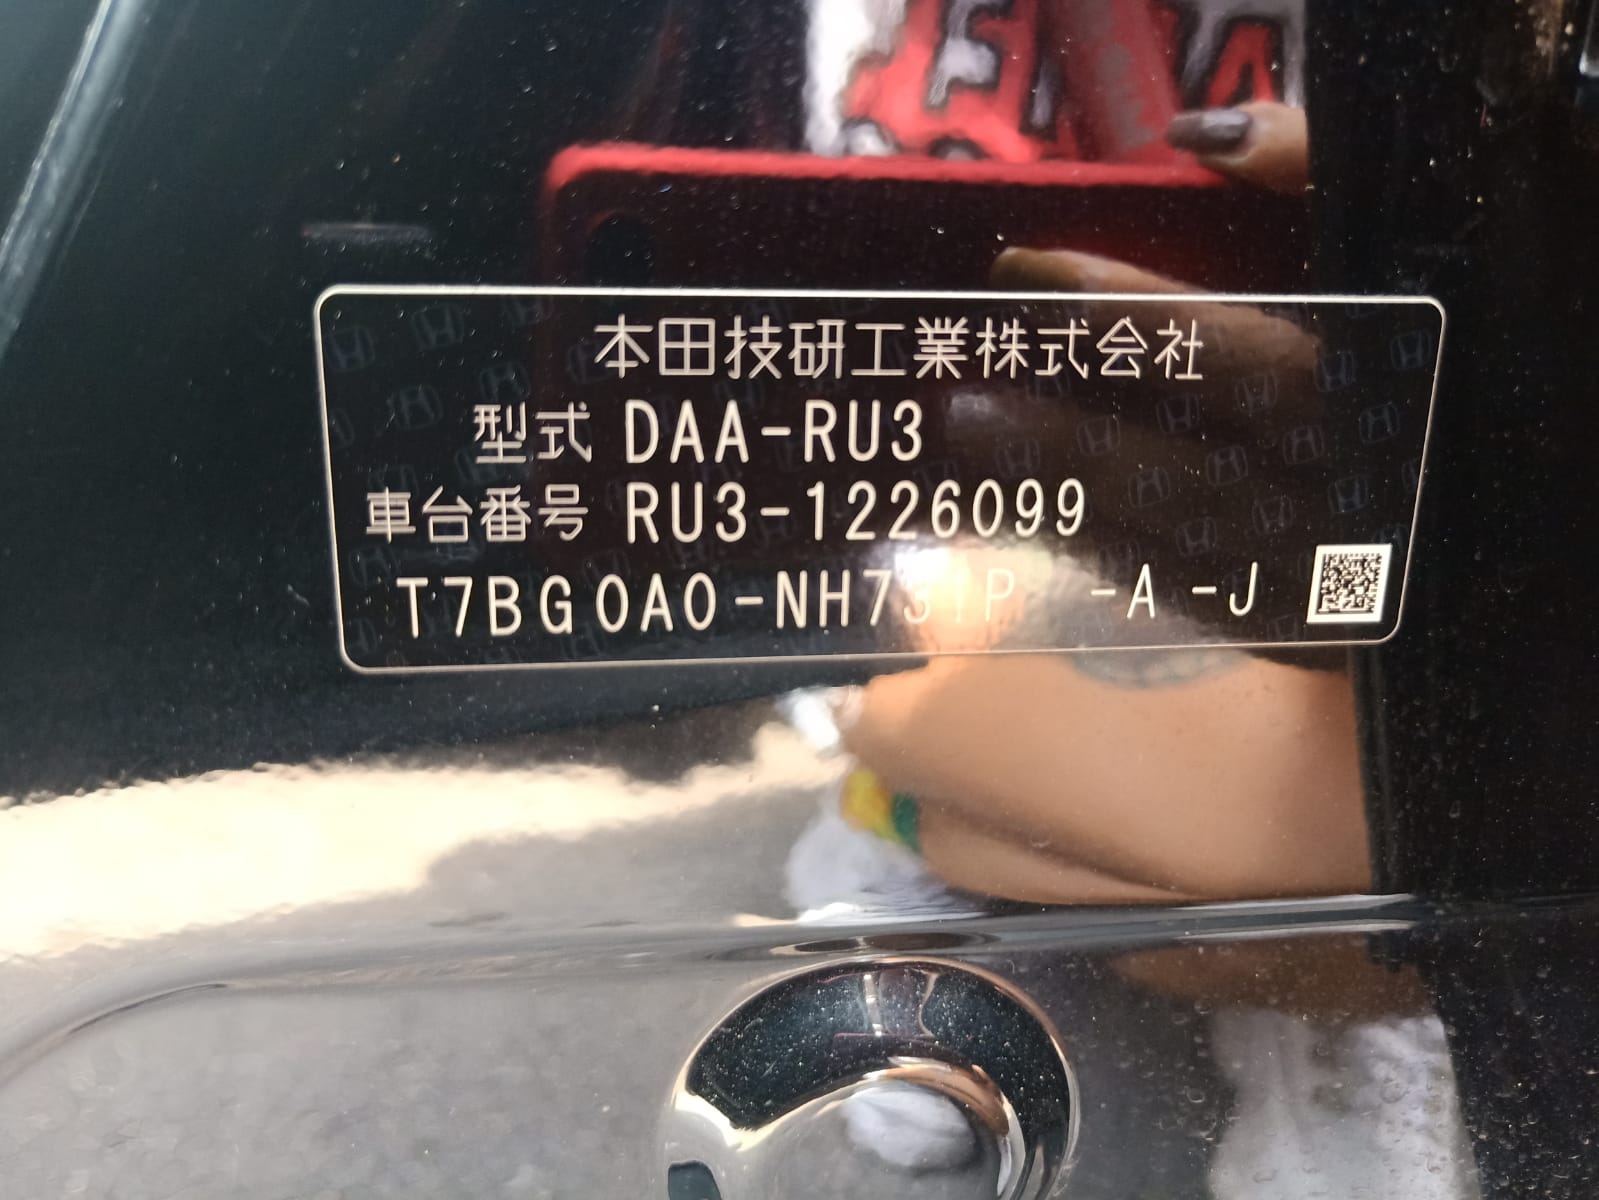 本田技研工業株式会社
型式 DAA-RU3
車台番号 RU3-1226099
T7BG0A0-NH731P -A -J